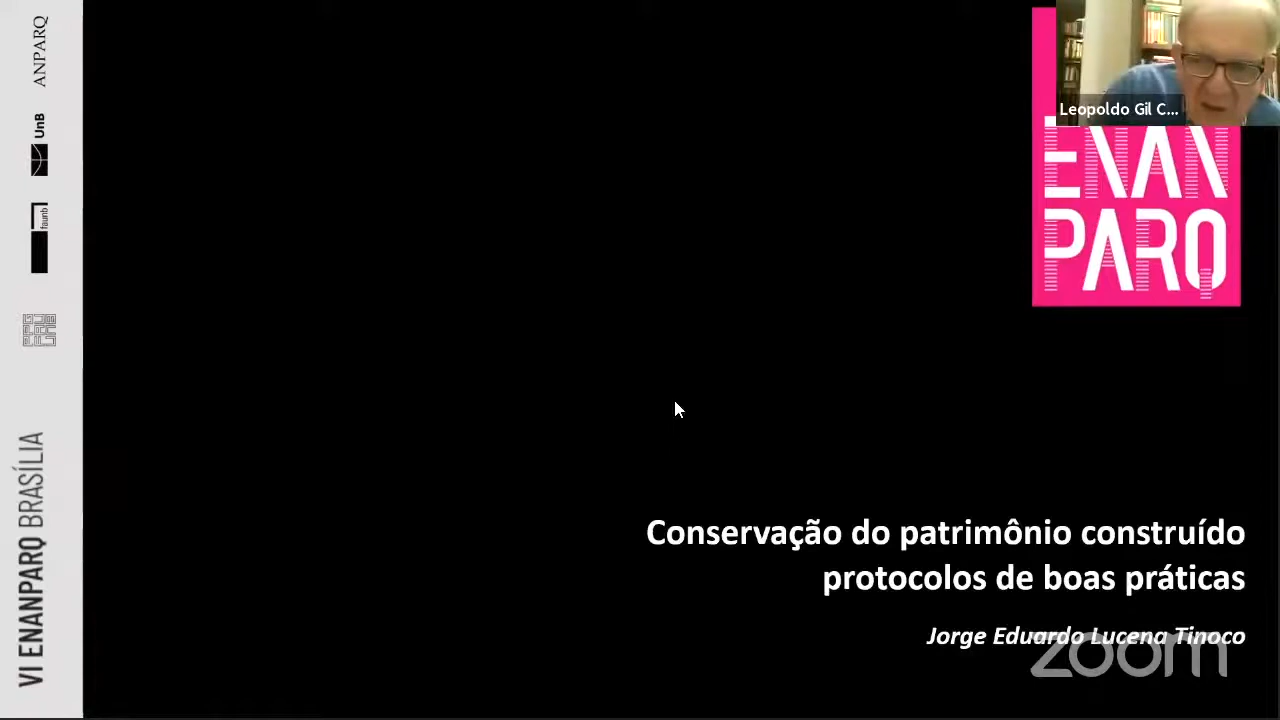 ANPARQ
UnB
faunb
VI ENANPARQ BRASÍLIA
Leopoldo Gil C...
ENAN
PARQ
Conservação do patrimônio construído
protocolos de boas práticas
Jorge Eduardo Lucena Tinoco
zoom